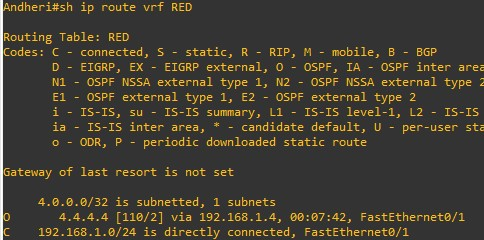 Andheri#sh ip route vrf RED
Routing Table: RED
Codes: C - connected, S - static, R - RIP, M - mobile, B - BGP
D - EIGRP, EX - EIGRP external, O - OSPF, IA - OSPF inter area
N1 - OSPF NSSA external type 1, N2 - OSPF NSSA external type 2
E1 - OSPF external type 1, E2 - OSPF external type 2
i - IS-IS, su - IS-IS summary, L1 - IS-IS level-1, L2 - IS-IS
ia - IS-IS inter area, * - candidate default, U - per-user sta
o - ODR, P - periodic downloaded static route
Gateway of last resort is not set
4.0.0.0/32 is subnetted, 1 subnets
O 4.4.4.4 [110/2] via 192.168.1.4, 00:07:42, FastEthernet0/1
C 192.168.1.0/24 is directly connected, FastEthernet0/1